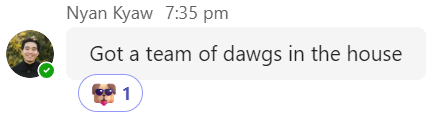 Nyan Kyaw 7:35 pm
Got a team of dawgs in the house
1